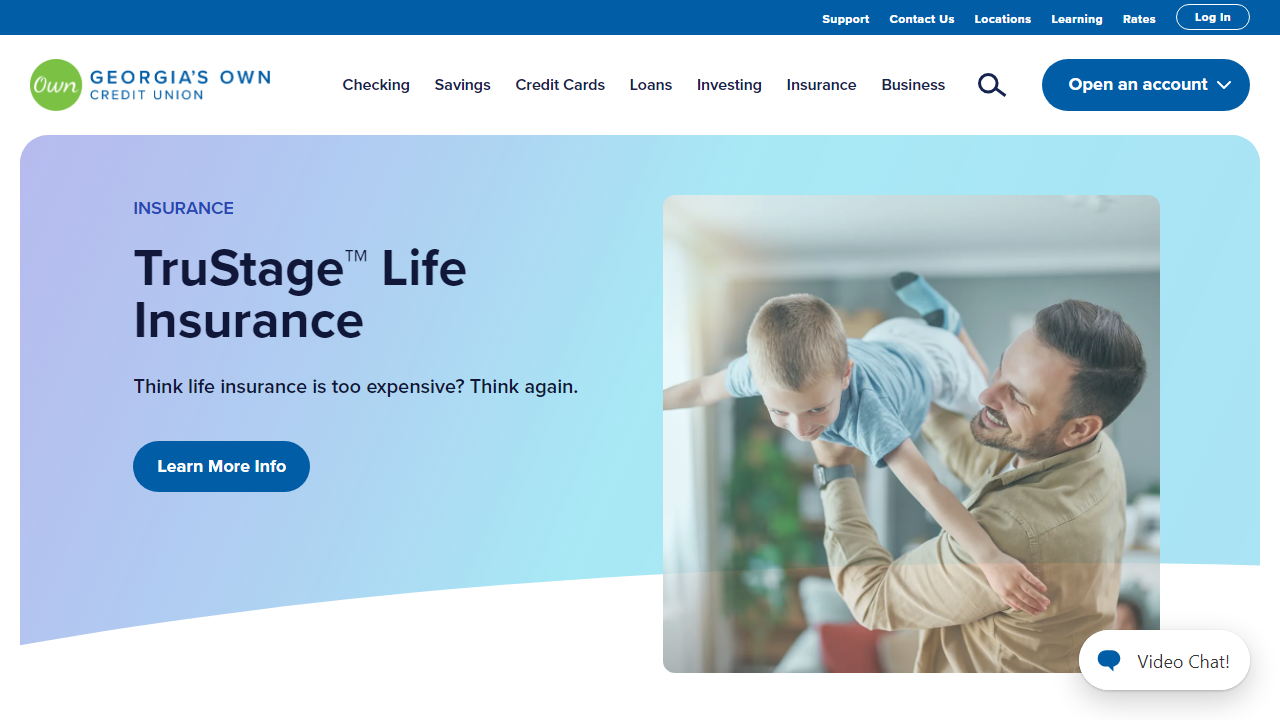 Support Contact Us Locations Learning Rates Log In
Own GEORGIA'S OWN
CREDIT UNION
Checking Savings Credit Cards Loans Investing Insurance Business Open an account
INSURANCE
TruStage™ Life
Insurance
Think life insurance is too expensive? Think again.
Learn More Info
Video Chat!